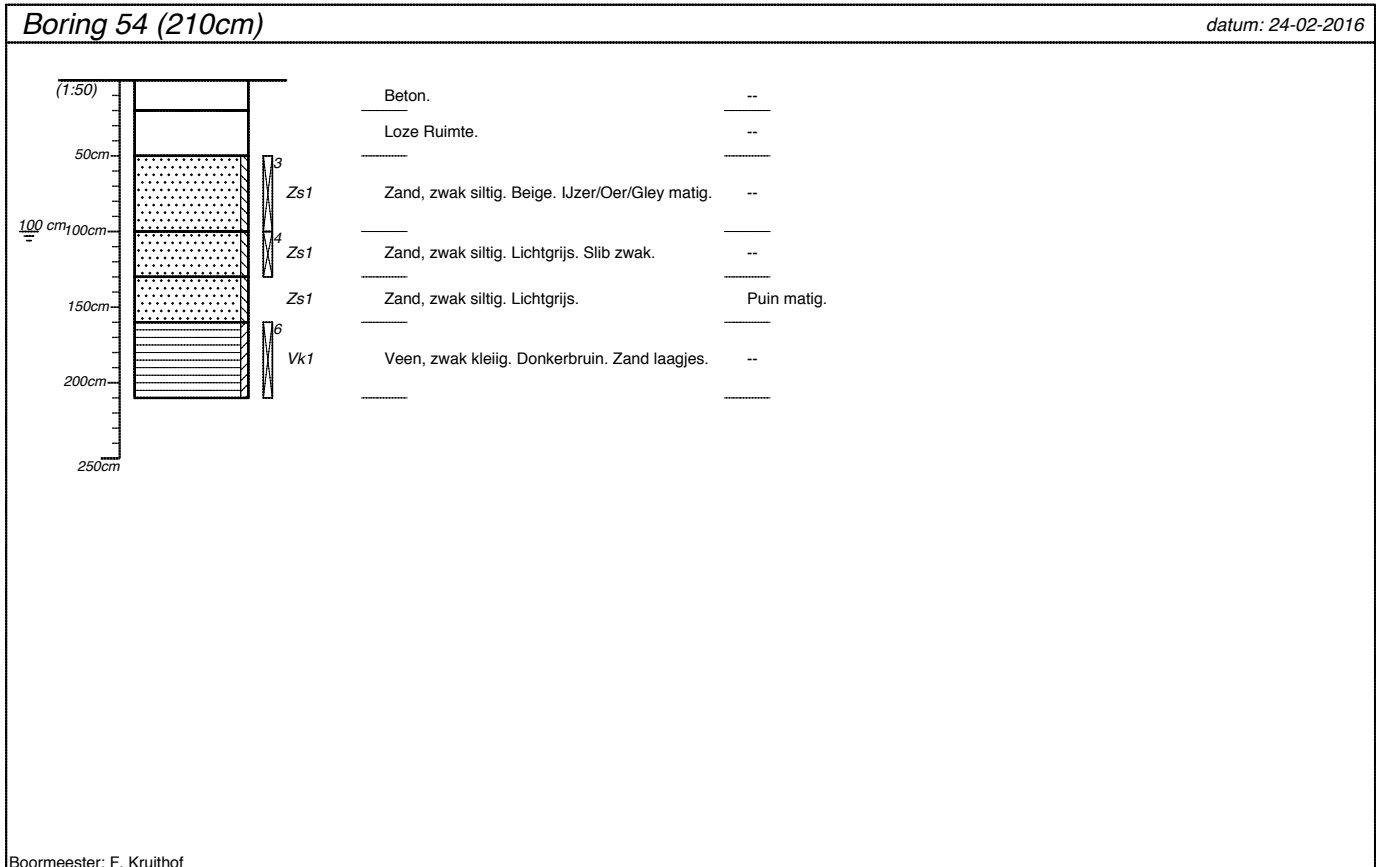 Boring 54 (210cm)
datum: 24-02-2016
(1:50)
Beton.
--
Loze Ruimte.
--
50cm
3
Zs1
Zand, zwak siltig. Beige. IJzer/Oer/Gley matig.
--
100 cm
100cm
4
Zs1
Zand, zwak siltig. Lichtgrijs. Slib zwak.
--
150cm
Zs1
Zand, zwak siltig. Lichtgrijs.
Puin matig.
6
Vk1
Veen, zwak kleiig. Donkerbruin. Zand laagjes.
--
200cm
250cm
Boormeester: F. Kruithof